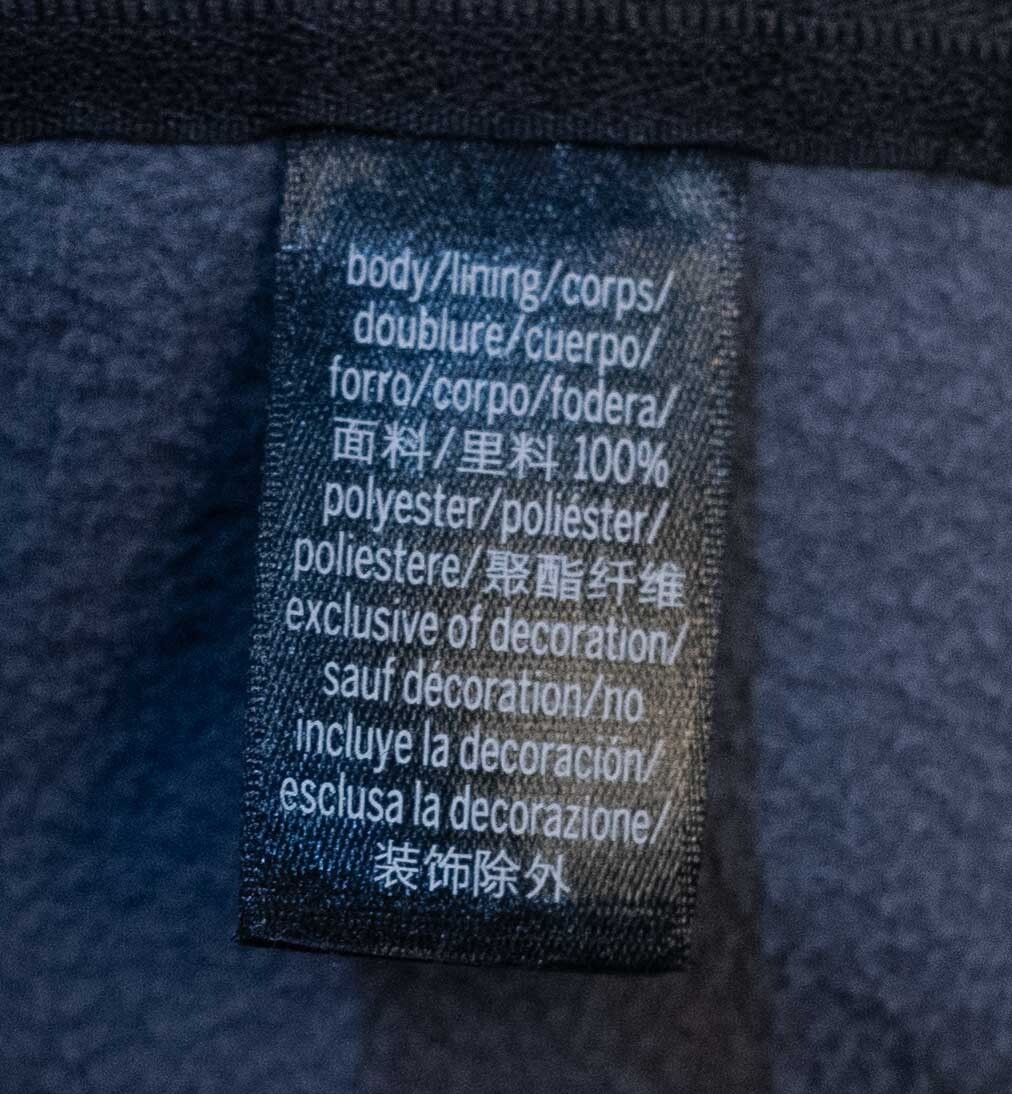 body/lining/corps/
doublure/cuerpo/
forro/corpo/fodera/
面料/里料 100%
polyester/poliéster/
poliestere/聚酯纤维
exclusive of decoration/
sauf décoration/no
incluye la decoración/
esclusa la decorazione/
装饰除外